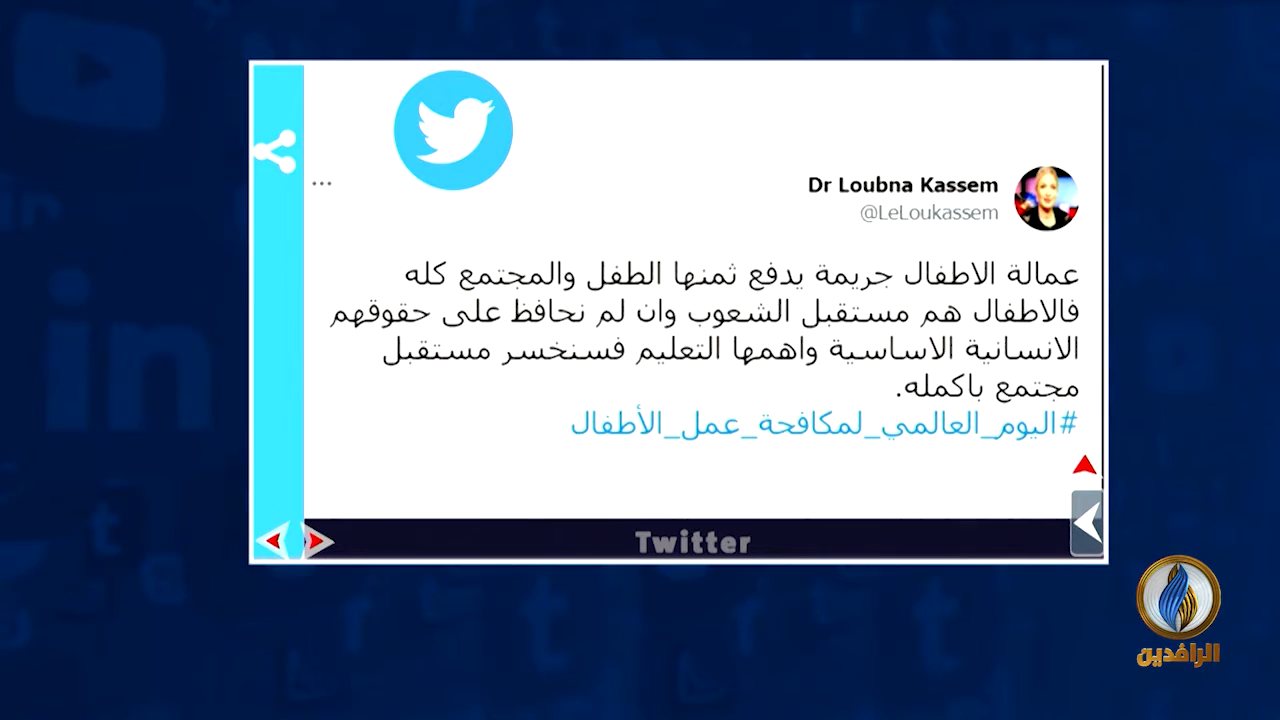 Dr Loubna Kassem
@LeLoukassem
...
عمالة الاطفال جريمة يدفع ثمنها الطفل والمجتمع كله
فالاطفال هم مستقبل الشعوب وان لم نحافظ على حقوقهم
الانسانية الاساسية واهمها التعليم فسنخسر مستقبل
مجتمع باكمله.
#اليوم_العالمي_لمكافحة_عمل_الأطفال
Twitter
الرافدين
in